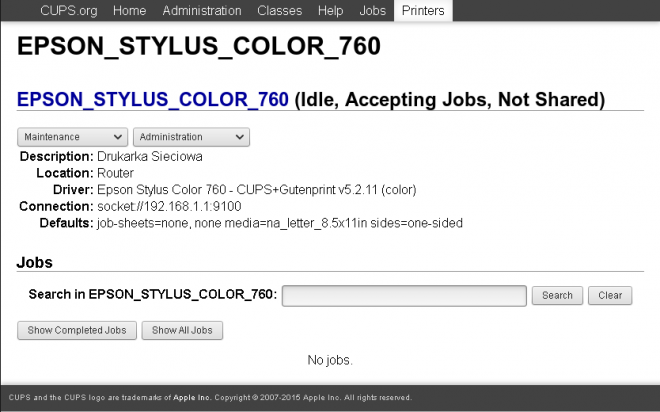 CUPS.org Home Administration Classes Help Jobs Printers
EPSON_STYLUS_COLOR_760
EPSON_STYLUS_COLOR_760 (Idle, Accepting Jobs, Not Shared)
Maintenance Administration
Description: Drukarka Sieciowa
Location: Router
Driver: Epson Stylus Color 760 - CUPS+Gutenprint v5.2.11 (color)
Connection: socket://192.168.1.1:9100
Defaults: job-sheets=none, none media=na_letter_8.5x11in sides=one-sided
Jobs
Search in EPSON_STYLUS_COLOR_760: Search Clear
Show Completed Jobs Show All Jobs
No jobs.
CUPS and the CUPS logo are trademarks of Apple Inc. Copyright © 2007-2015 Apple Inc. All rights reserved.